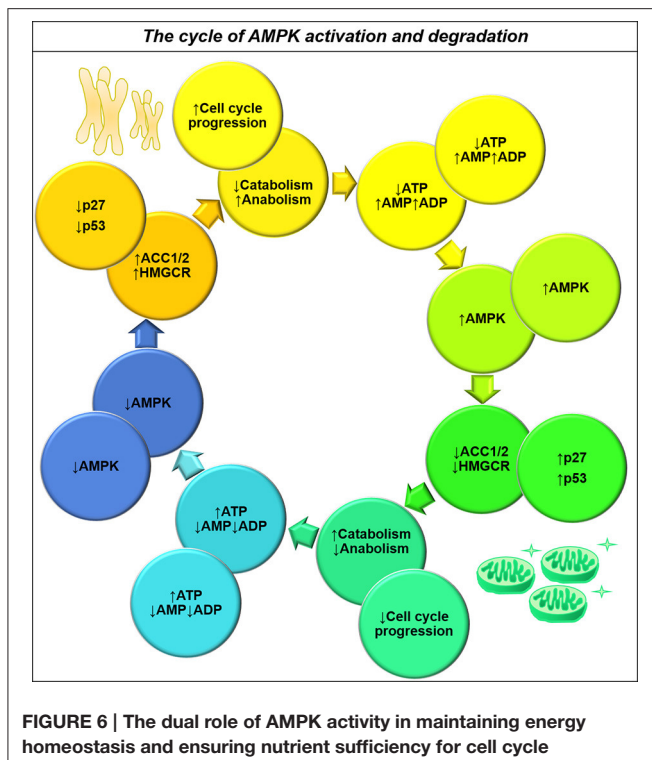 The cycle of AMPK activation and degradation
↑Cell cycle
progression
↓Catabolism
↑Anabolism
↓ATP
↑AMP↑ADP
↓ATP
↑AMP↑ADP
↑AMPK
↑AMPK
↓ACC1/2
↓HMGCR
↑p27
↑p53
↑Catabolism
↓Anabolism
↓Cell cycle
progression
↑ATP
↓AMP↓ADP
↑ATP
↓AMP↓ADP
↓AMPK
↓AMPK
↑ACC1/2
↑HMGCR
↓p27
↓p53
FIGURE 6 | The dual role of AMPK activity in maintaining energy
homeostasis and ensuring nutrient sufficiency for cell cycle